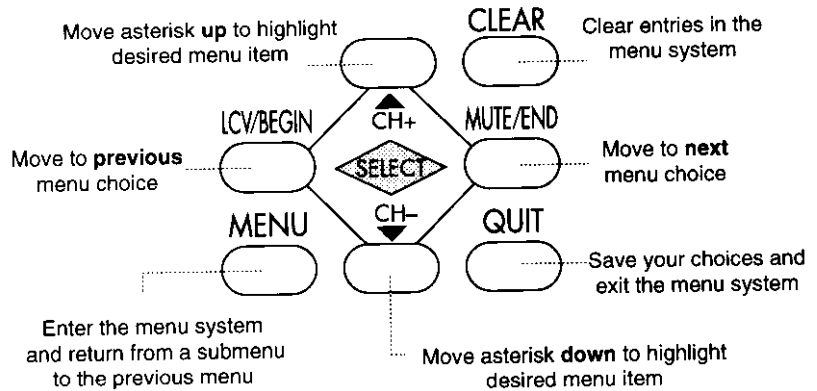 Move asterisk up to highlight
desired menu item
CLEAR
Clear entries in the
menu system
LCV/BEGIN
CH+
MUTE/END
Move to previous
menu choice
SELECT
Move to next
menu choice
MENU
CH–
QUIT
Save your choices and
exit the menu system
Enter the menu system
and return from a submenu
to the previous menu
Move asterisk down to highlight
desired menu item